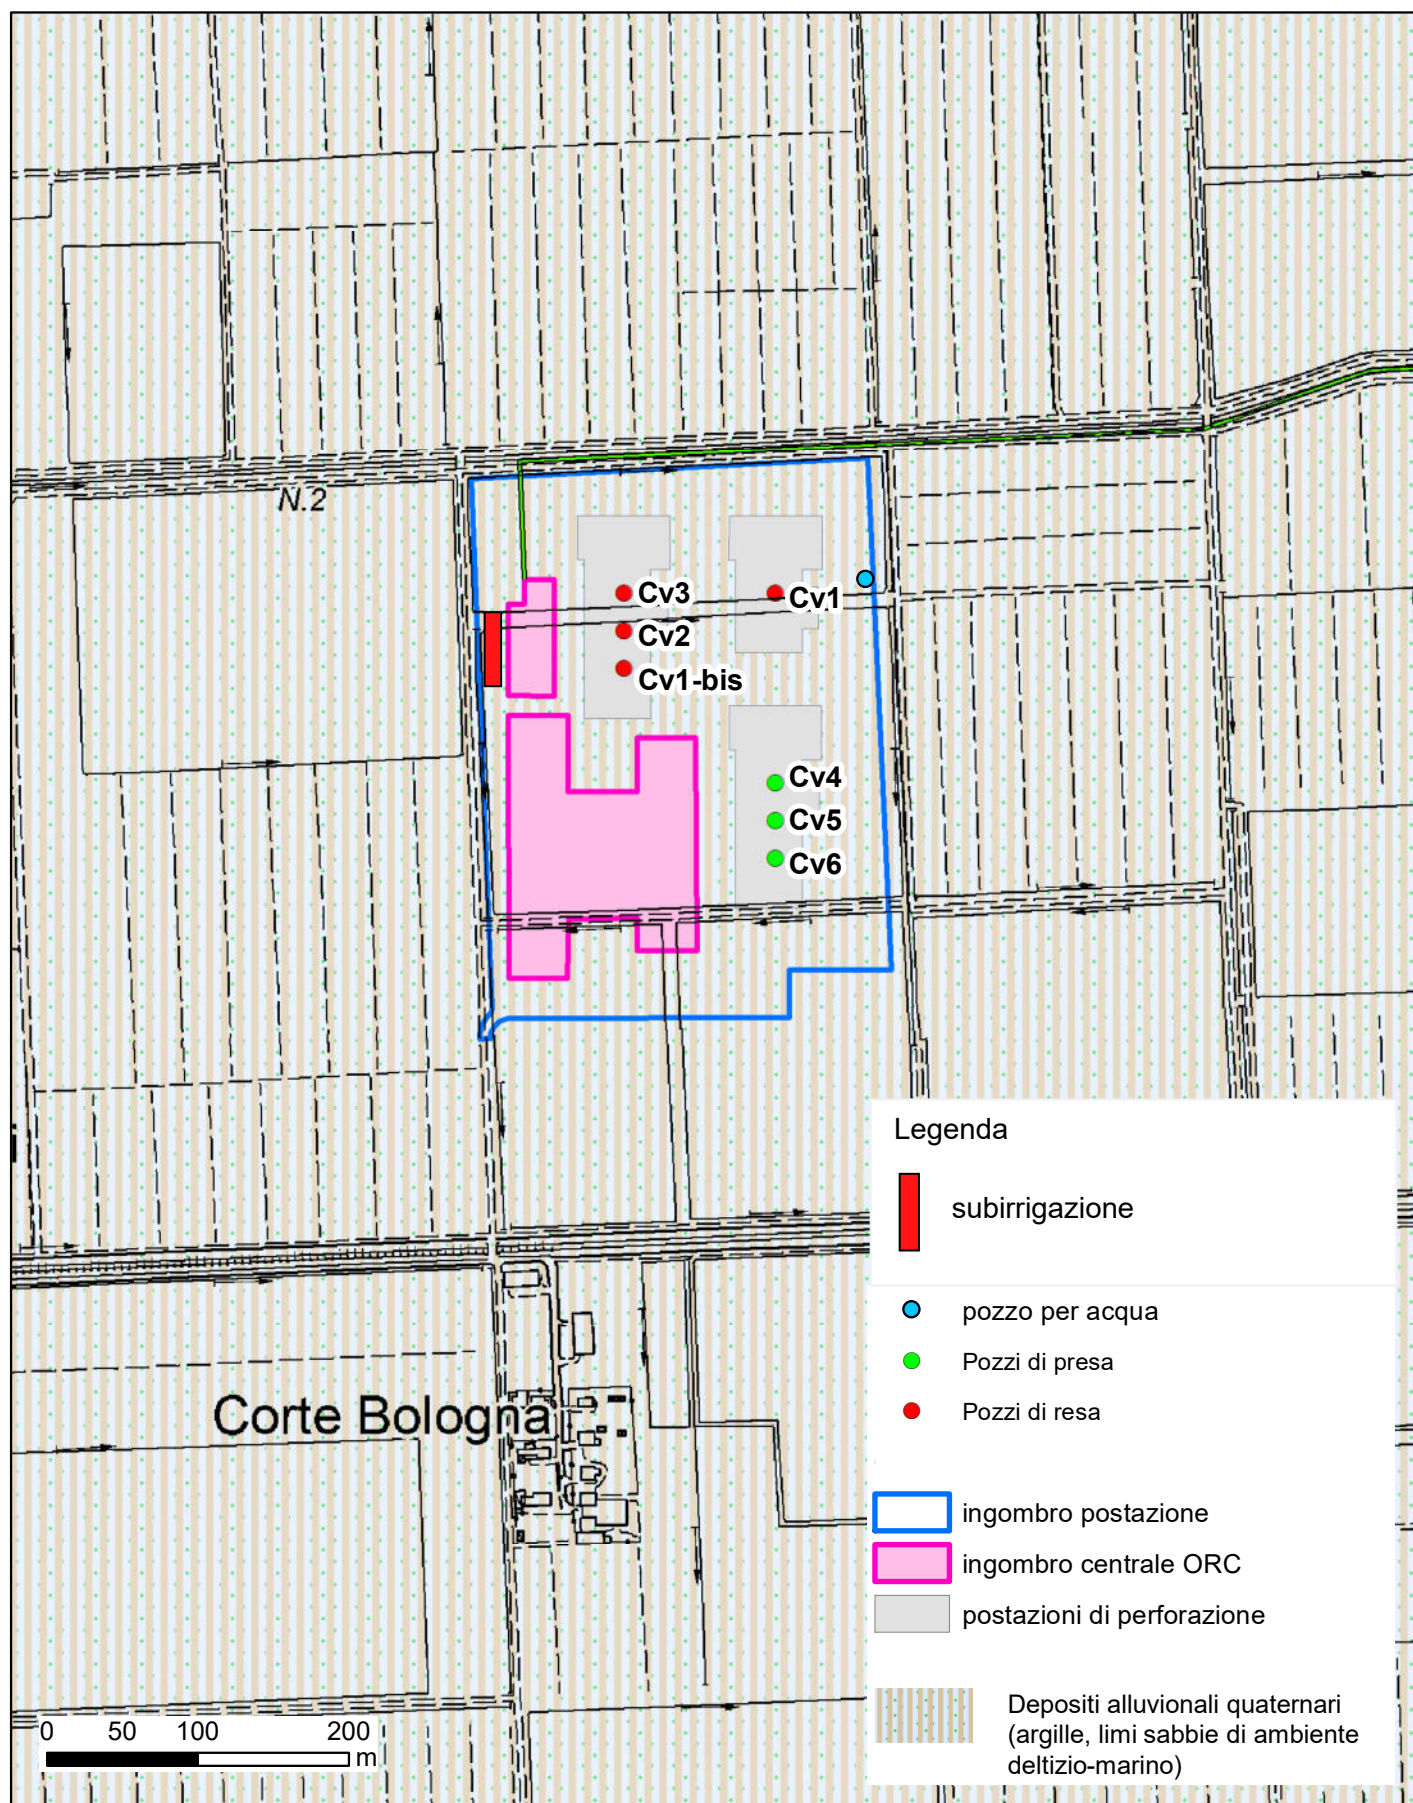 N.2
Cv3
Cv1
Cv2
Cv1-bis
Cv4
Cv5
Cv6
Legenda
subirrigazione
pozzo per acqua
Pozzi di presa
Pozzi di resa
Corte Bologna
ingombro postazione
ingombro centrale ORC
postazioni di perforazione
Depositi alluvionali quaternari
(argille, limi sabbie di ambiente
deltizio-marino)
0 50 100 200
m